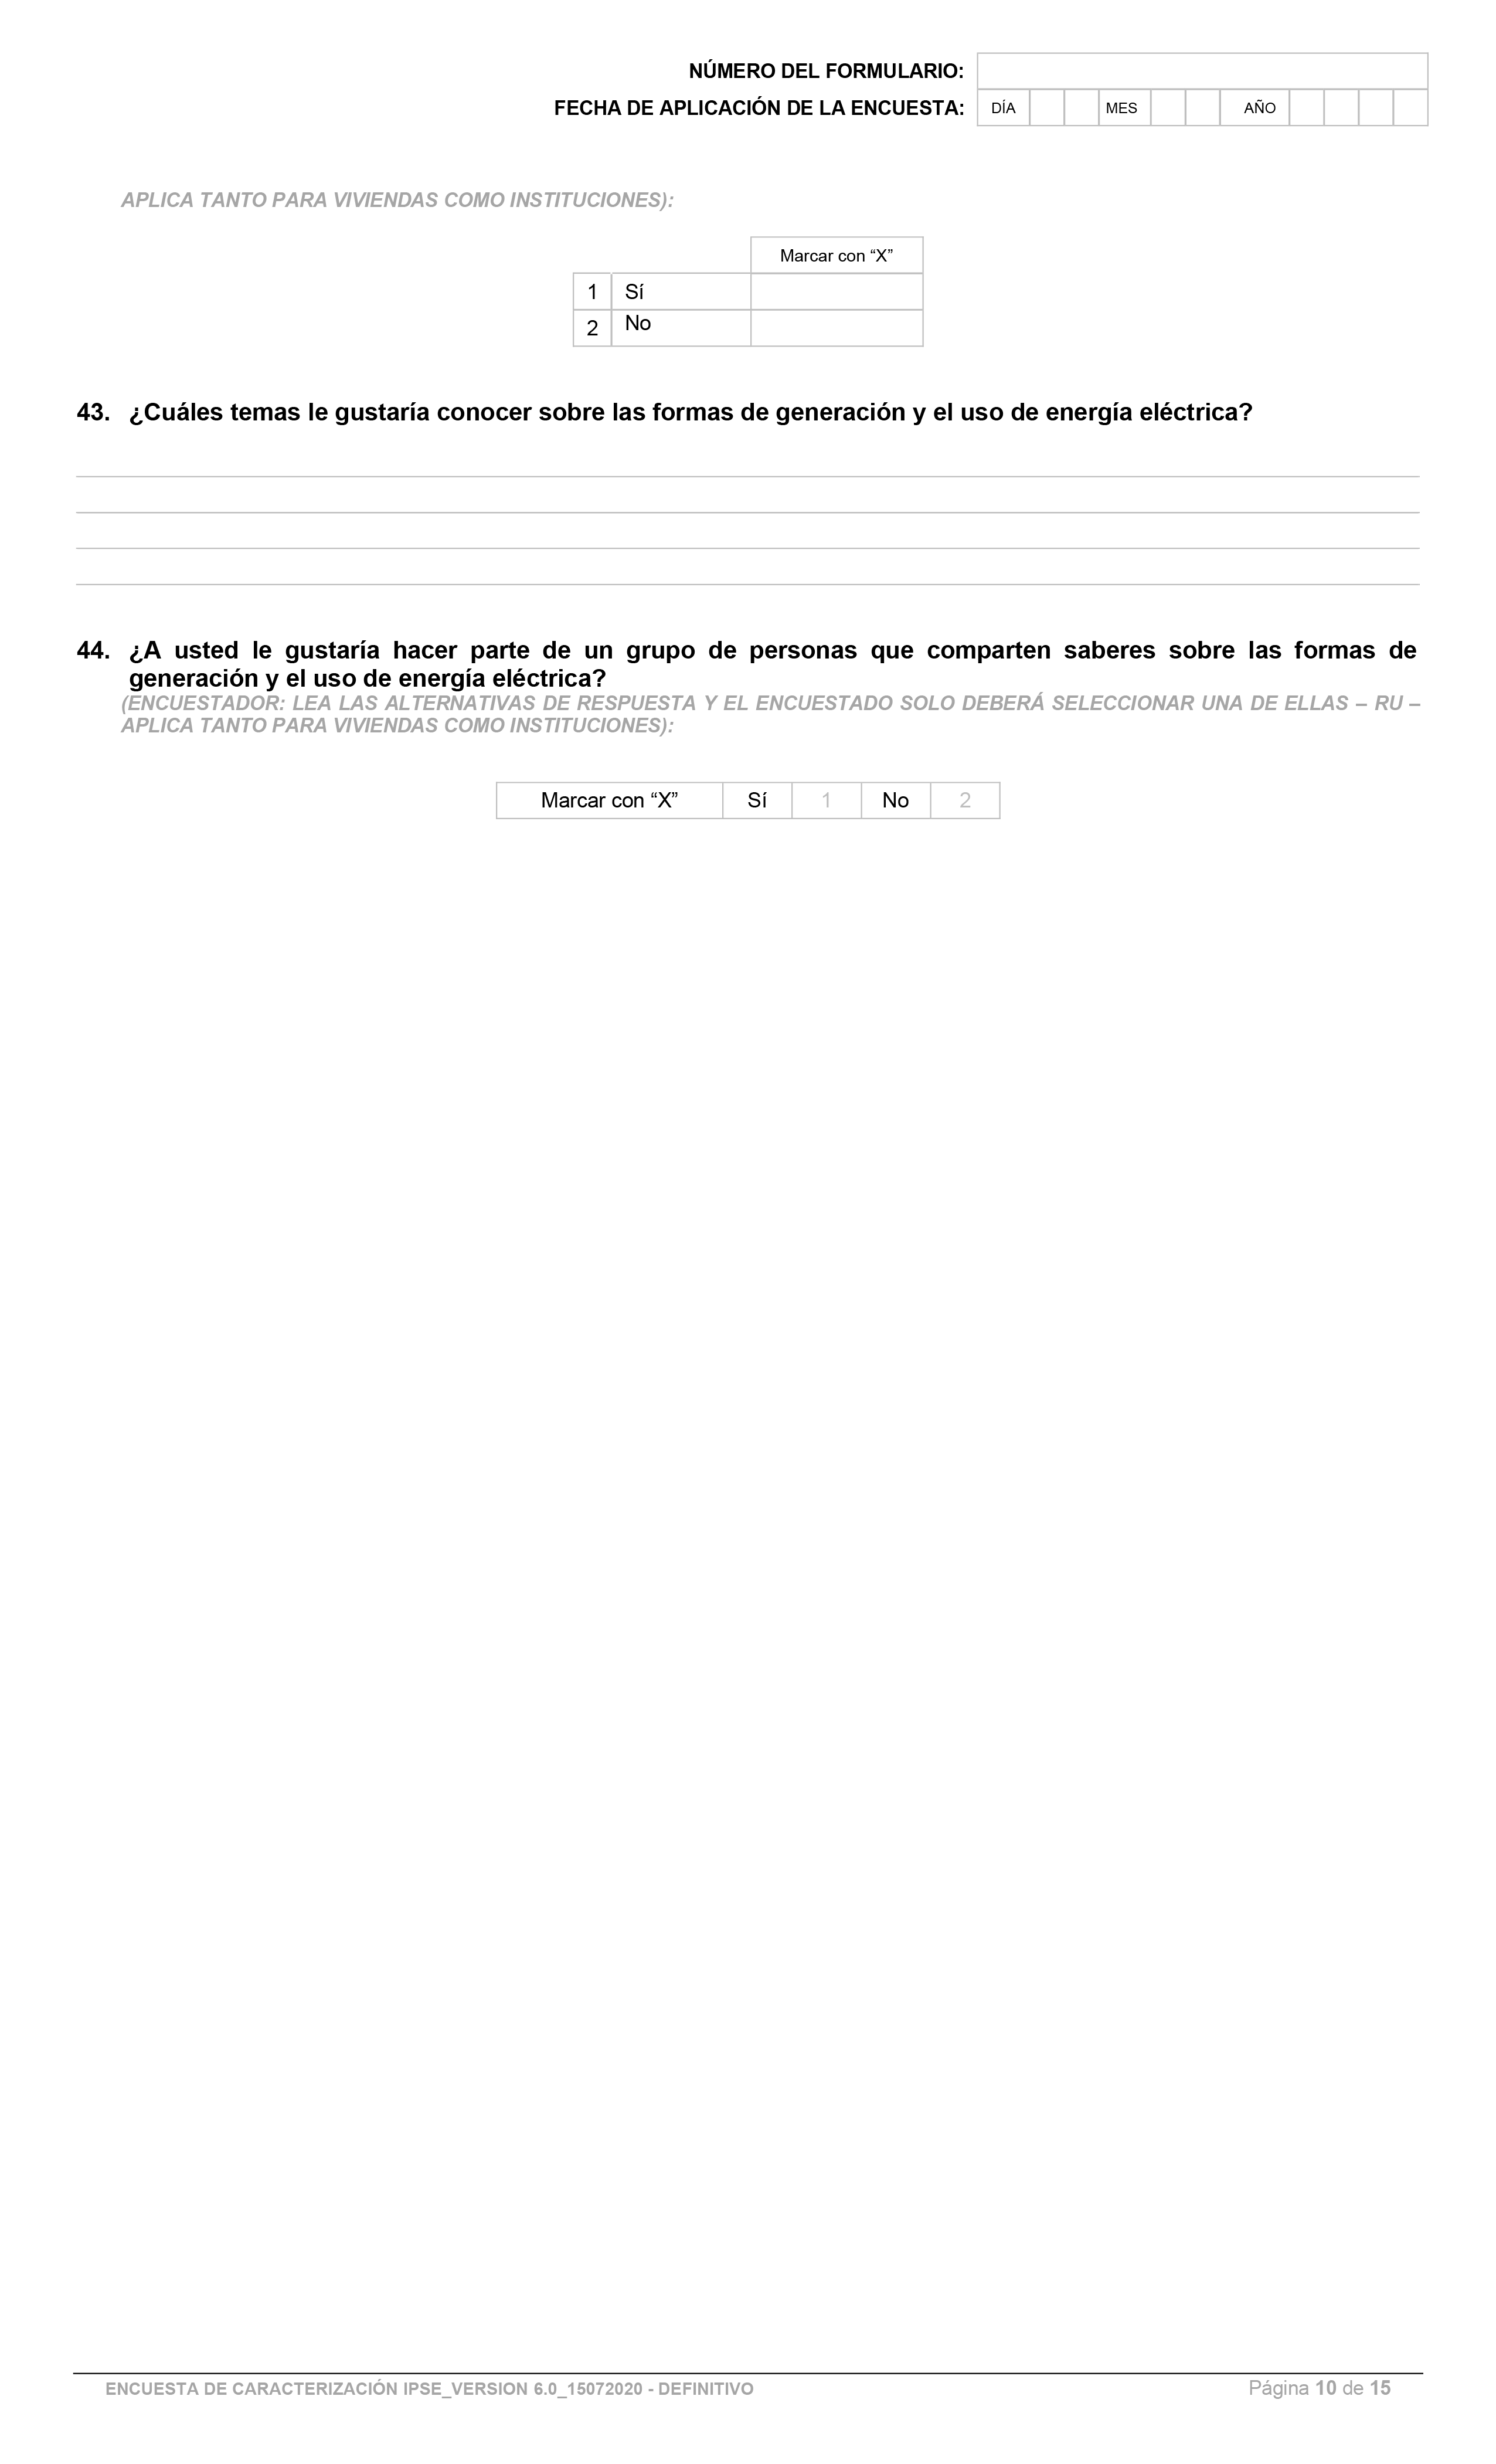 NÚMERO DEL FORMULARIO:
FECHA DE APLICACIÓN DE LA ENCUESTA: DÍA MES AÑO
APLICA TANTO PARA VIVIENDAS COMO INSTITUCIONES):
Marcar con “X”
1 Sí
2 No
43. ¿Cuáles temas le gustaría conocer sobre las formas de generación y el uso de energía eléctrica?
44. ¿A usted le gustaría hacer parte de un grupo de personas que comparten saberes sobre las formas de
generación y el uso de energía eléctrica?
(ENCUESTADOR: LEA LAS ALTERNATIVAS DE RESPUESTA Y EL ENCUESTADO SOLO DEBERÁ SELECCIONAR UNA DE ELLAS – RU –
APLICA TANTO PARA VIVIENDAS COMO INSTITUCIONES):
Marcar con “X” Sí 1 No 2
ENCUESTA DE CARACTERIZACIÓN IPSE_VERSION 6.0_15072020 - DEFINITIVO Página 10 de 15